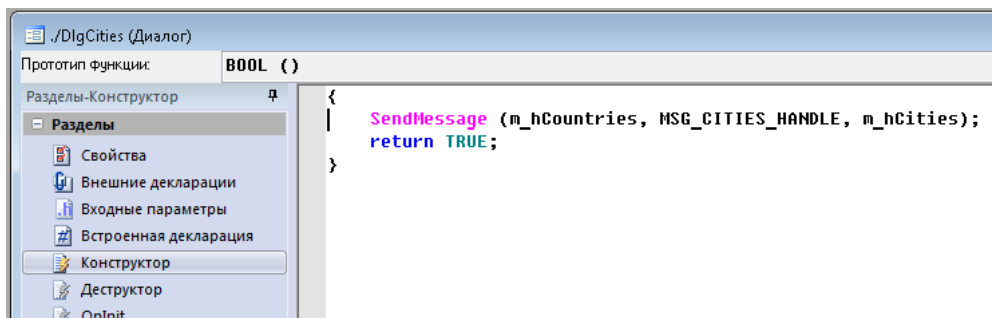 ./DlgCities (Диалог)
Прототип функции: BOOL ()
Разделы-Конструктор
Разделы
Свойства
Внешние декларации
Входные параметры
Встроенная декларация
Конструктор
Деструктор
OnInit
{
SendMessage (m_hCountries, MSG_CITIES_HANDLE, m_hCities);
return TRUE;
}